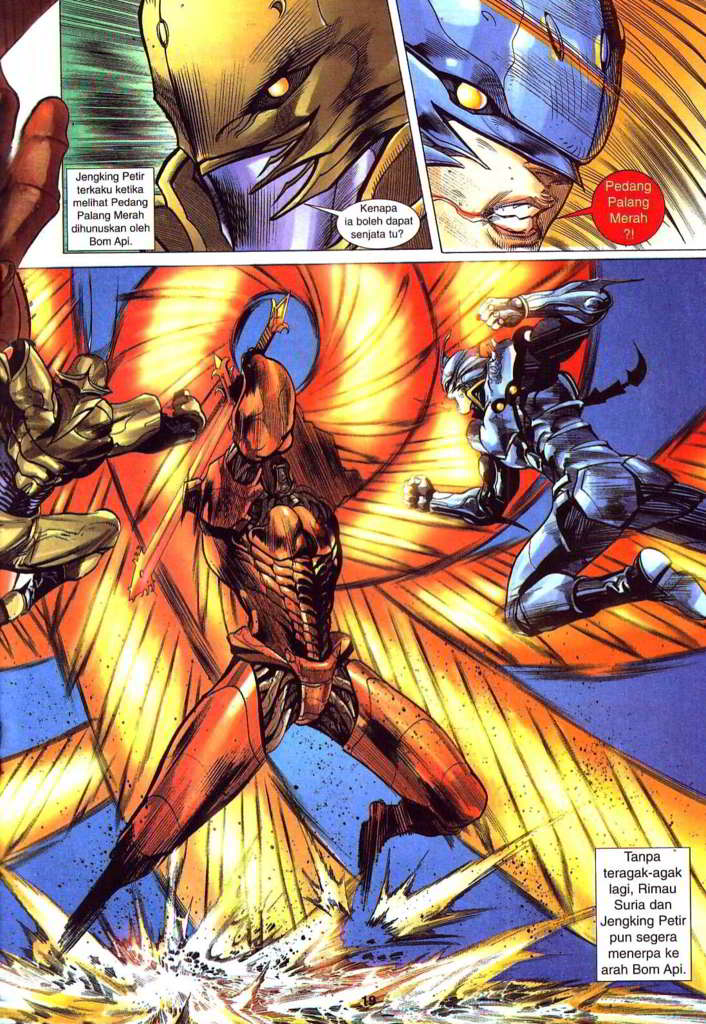 Jengking Petir
terkaku ketika
melihat Pedang
Palang Merah
dihunuskan oleh
Bom Api.
Kenapa
ia boleh dapat
senjata tu?
Pedang
Palang
Merah
?!
Tanpa
teragak-agak
lagi, Rimau
Suria dan
Jengking Petir
pun segera
menerpa ke
arah Bom Api.
19